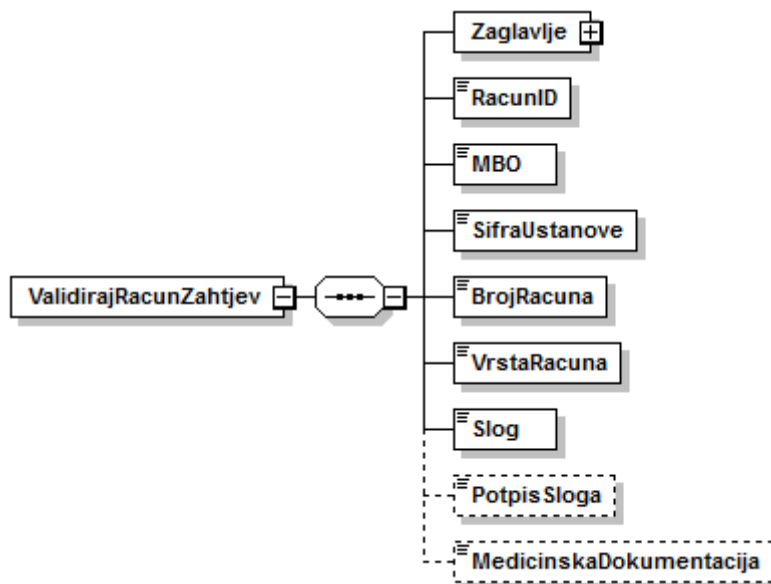 Zaglavlje
RacunID
MBO
SifraUstanove
ValidirajRacunZahtjev
BrojRacuna
VrstaRacuna
Slog
PotpisSloga
MedicinskaDokumentacija